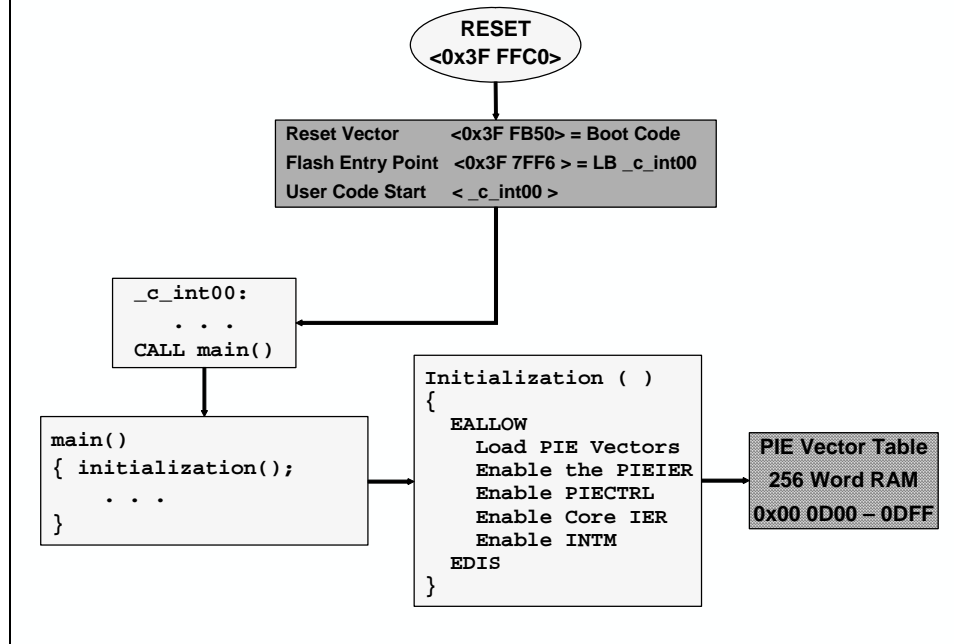 RESET
<0x3F FFC0>
Reset Vector <0x3F FB50> = Boot Code
Flash Entry Point <0x3F 7FF6 > = LB _c_int00
User Code Start < _c_int00 >
_c_int00:
. . .
CALL main()
main()
{ initialization();
. . .
}
Initialization ( )
{
EALLOW
Load PIE Vectors
Enable the PIEIER
Enable PIECTRL
Enable Core IER
Enable INTM
EDIS
}
PIE Vector Table
256 Word RAM
0x00 0D00 – 0DFF